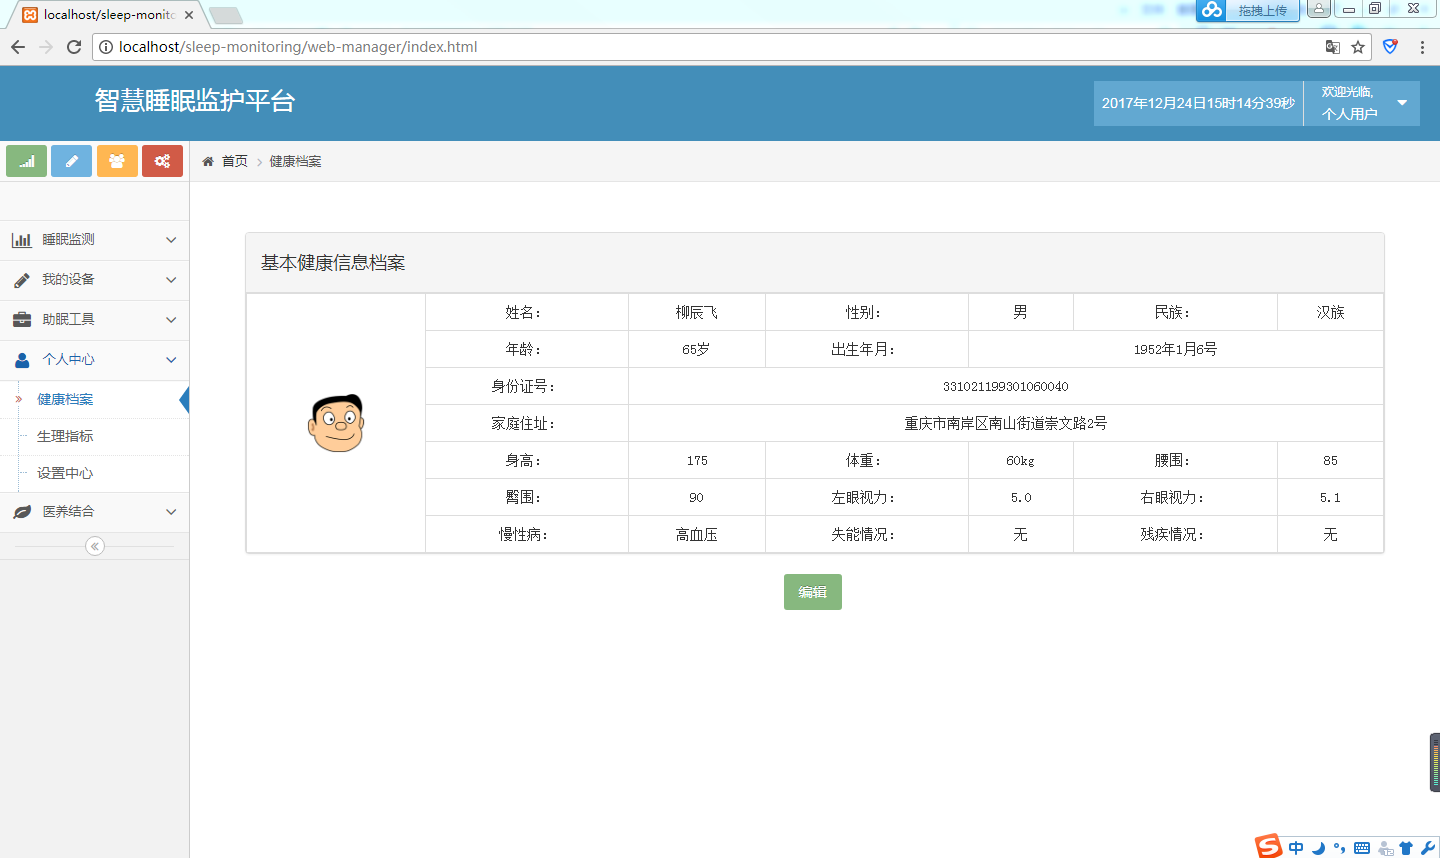 localhost/sleep-monito
拖拽上传
localhost/sleep-monitoring/web-manager/index.html
智慧睡眠监护平台
2017年12月24日15时14分39秒
欢迎光临,
个人用户
首页 健康档案
睡眠监测
我的设备
助眠工具
个人中心
健康档案
生理指标
设置中心
医养结合
基本健康信息档案
姓名： 柳辰飞 性别： 男 民族： 汉族
年龄： 65岁 出生年月： 1952年1月6号
身份证号： 331021199301060040
家庭住址： 重庆市南岸区南山街道崇文路2号
身高： 175 体重： 60kg 腰围： 85
臀围： 90 左眼视力： 5.0 右眼视力： 5.1
慢性病： 高血压 失能情况： 无 残疾情况： 无
编辑
中